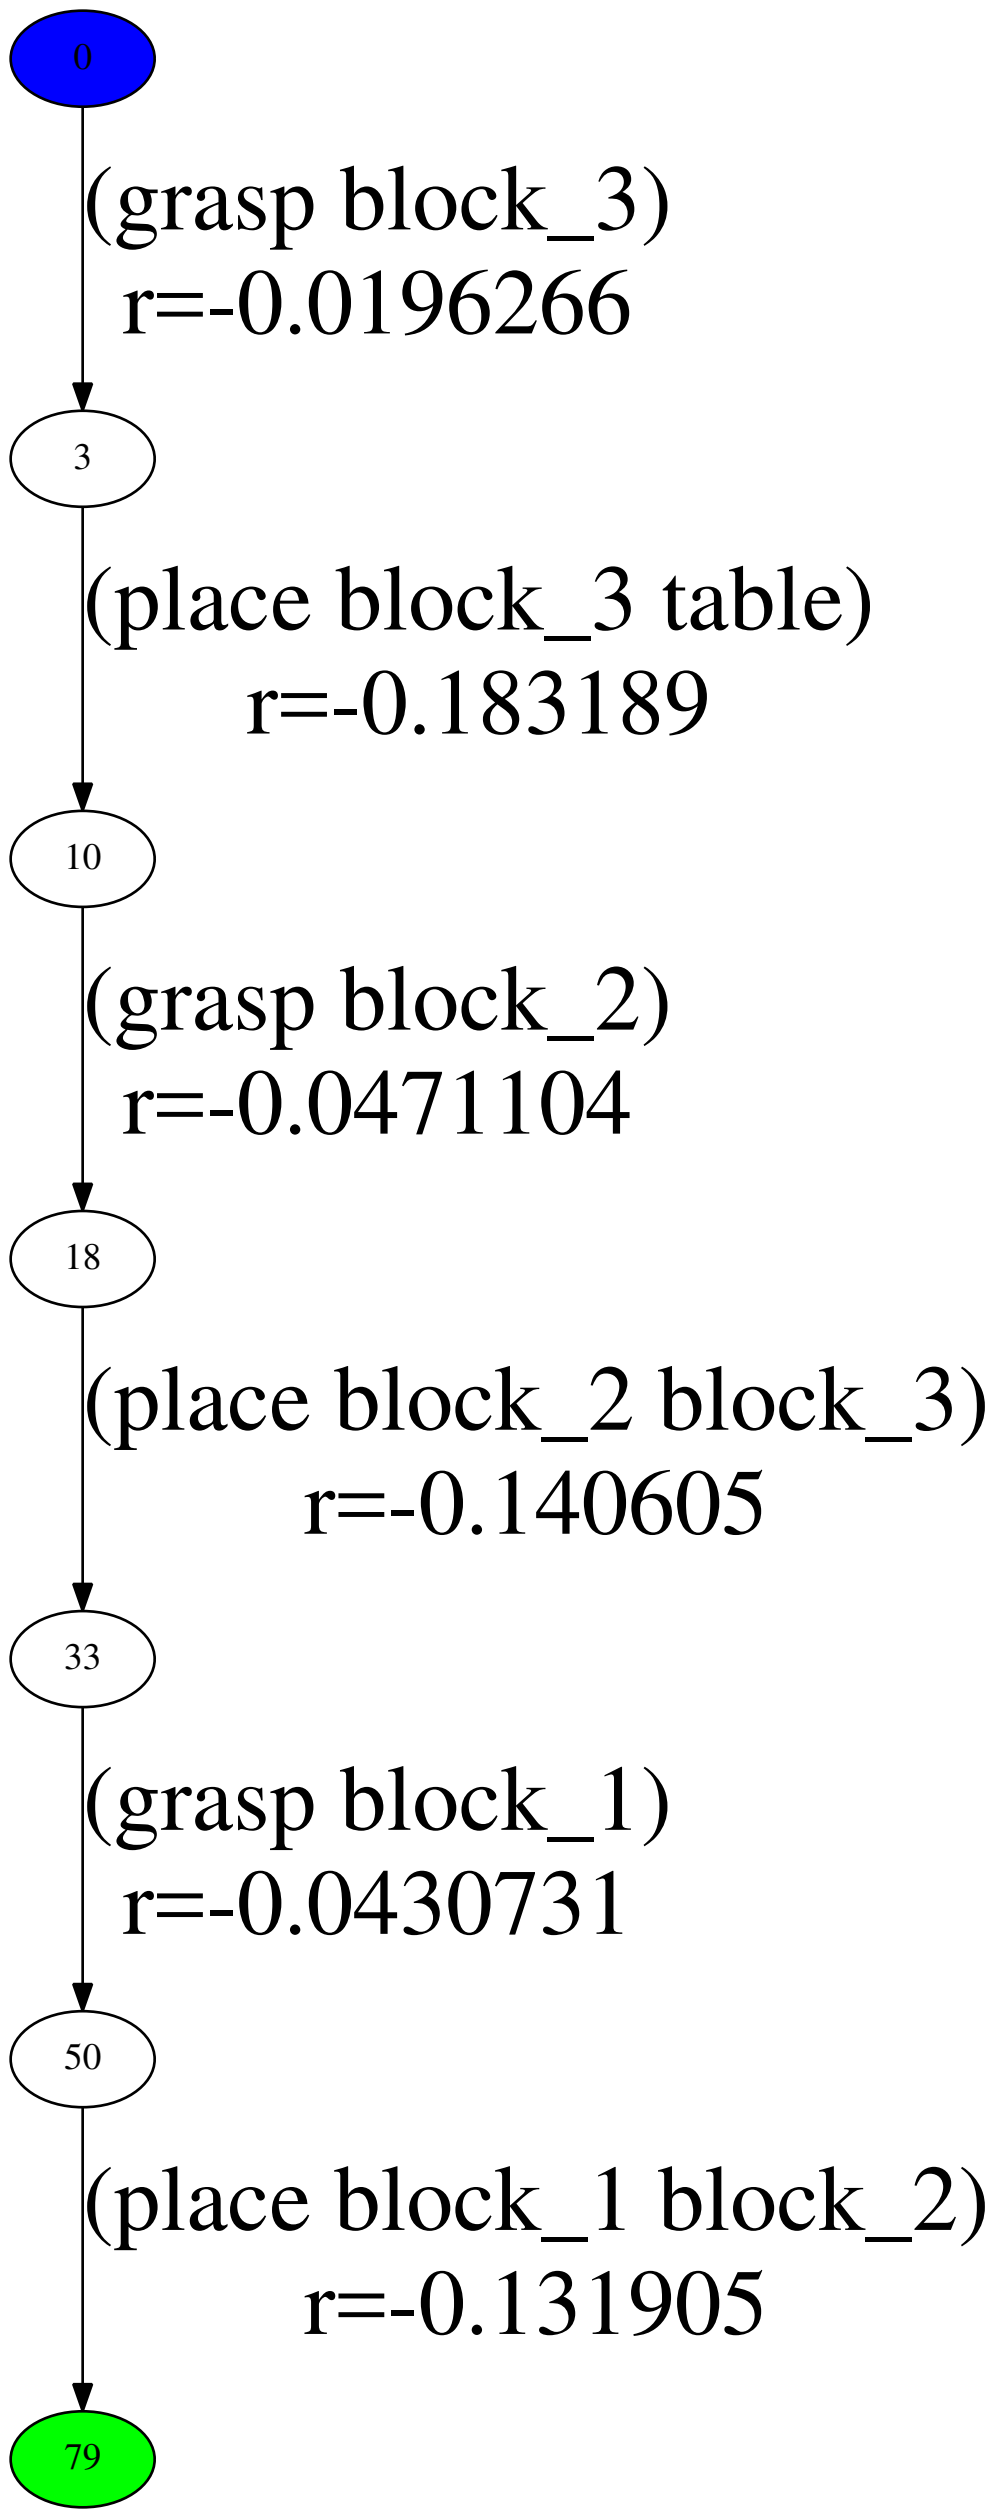 0
(grasp block_3)
r=-0.0196266
3
(place block_3 table)
r=-0.183189
10
(grasp block_2)
r=-0.0471104
18
(place block_2 block_3)
r=-0.140605
33
(grasp block_1)
r=-0.0430731
50
(place block_1 block_2)
r=-0.131905
79